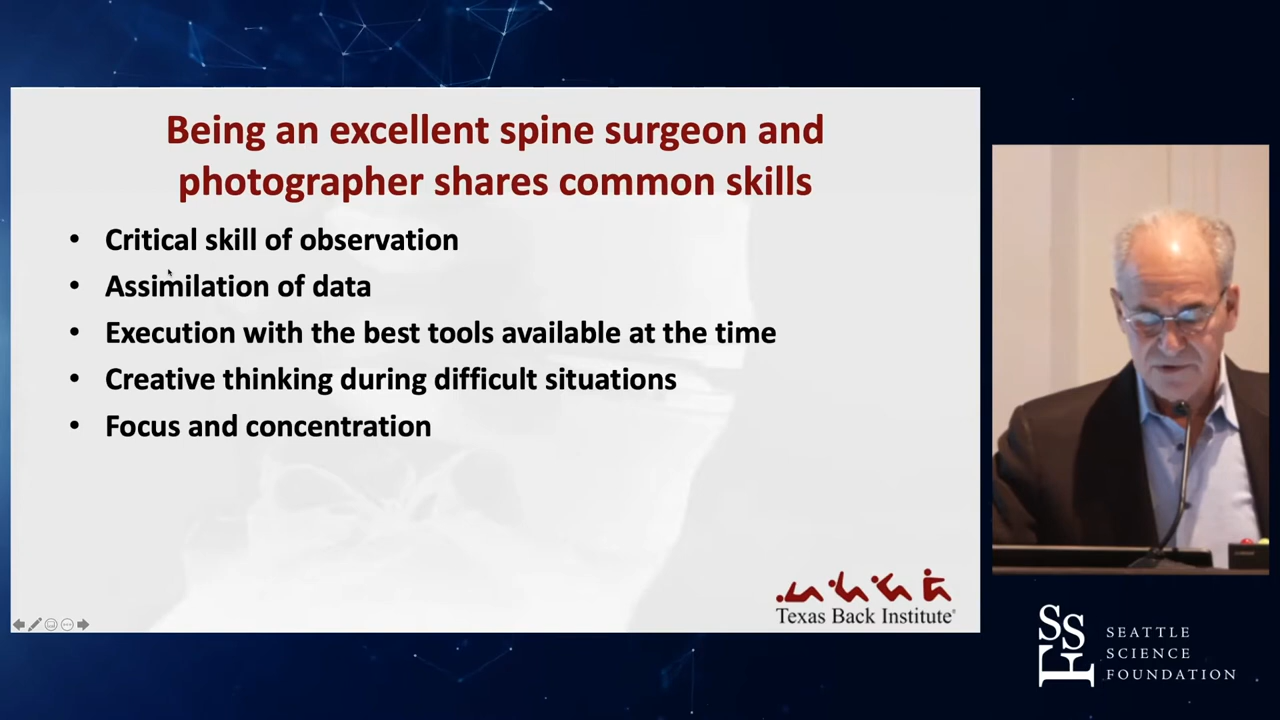 Being an excellent spine surgeon and
photographer shares common skills
• Critical skill of observation
• Assimilation of data
• Execution with the best tools available at the time
• Creative thinking during difficult situations
• Focus and concentration
Texas Back Institute®
SSF
SEATTLE
SCIENCE
FOUNDATION